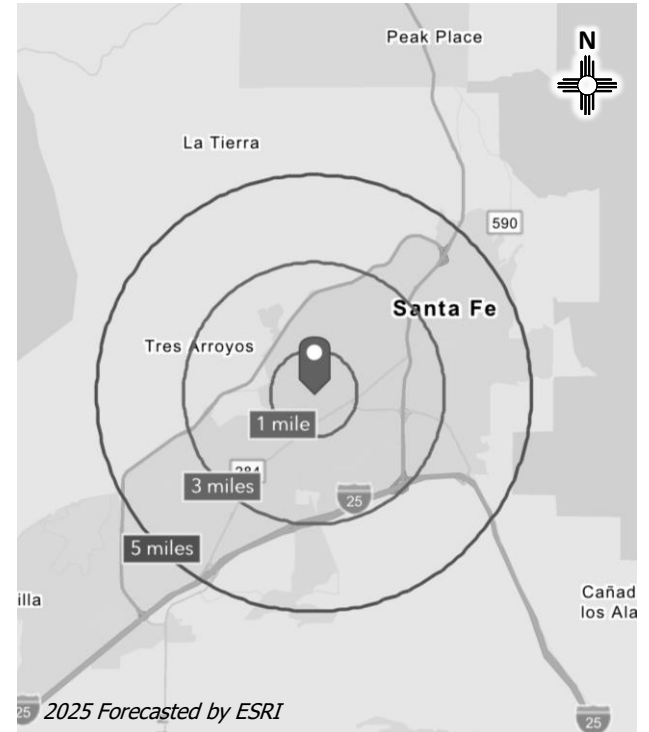 Peak Place
N
La Tierra
590
Santa Fe
Tres Arroyos
1 mile
3 miles
25
5 miles
illa
Cañad
los Ala
25
2025 Forecasted by ESRI
25